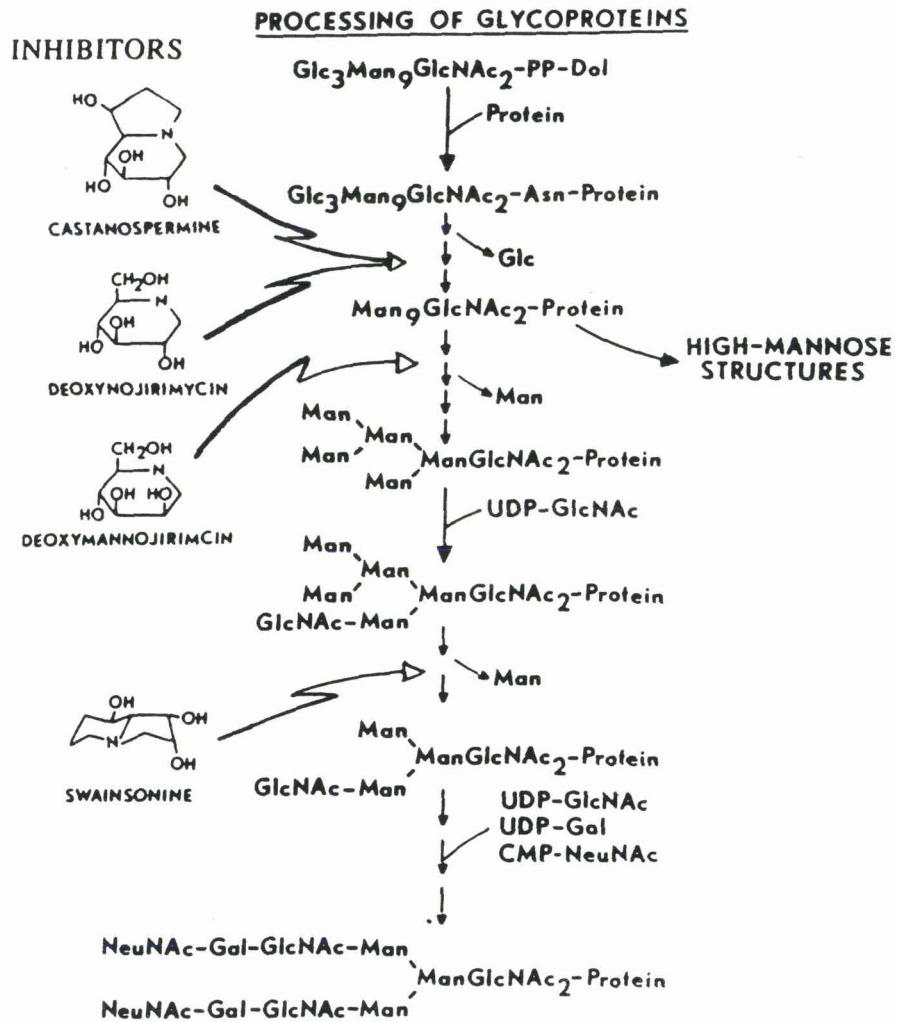 PROCESSING OF GLYCOPROTEINS
INHIBITORS
Glc3Man9GlcNAc2-PP-Dol
Protein
HO
N
OH
HO
OH
CASTANOSPERMINE
Glc3Man9GlcNAc2-Asn-Protein
Glc
CH2OH
N
OH
HO
OH
DEOXYNOJIRIMYCIN
Man9GlcNAc2-Protein
HIGH-MANNOSE
STRUCTURES
Man
Man
Man
Man
ManGlcNAc2-Protein
Man
CH2OH
N
OH HO
HO
DEOXYMANNOJIRIMCIN
UDP-GlcNAc
Man
Man
Man
ManGlcNAc2-Protein
GlcNAc-Man
Man
OH
OH
N
OH
SWAINSONINE
Man
ManGlcNAc2-Protein
GlcNAc-Man
UDP-GlcNAc
UDP-Gal
CMP-NeuNAc
NeuNAc-Gal-GlcNAc-Man
ManGlcNAc2-Protein
NeuNAc-Gal-GlcNAc-Man